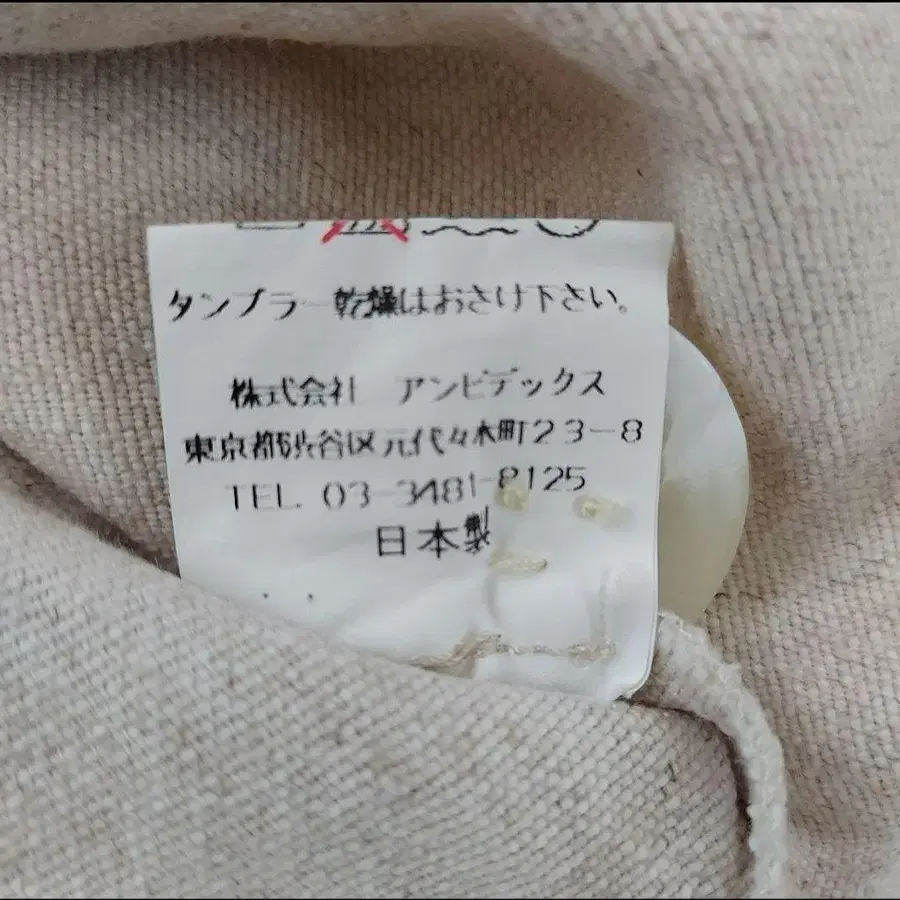 タンブラー乾燥はおさけ下さい。
株式会社 アンビデックス
東京都渋谷区元代々木町23-8
TEL. 03-3481-8125
日本製